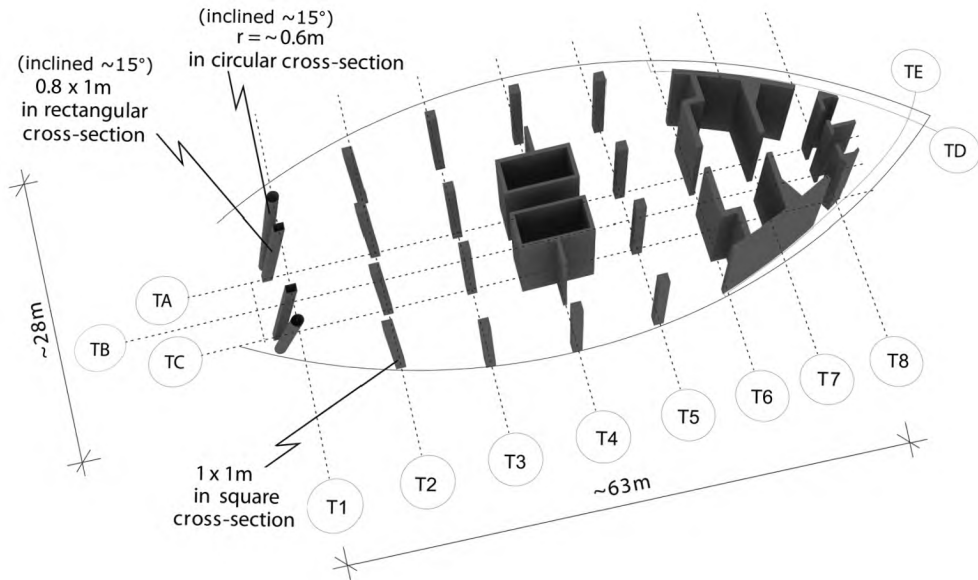 (inclined ~15°)
r = ~ 0.6m
in circular cross-section
(inclined ~15°)
0.8 x 1m
in rectangular
cross-section
TE
TD
TA
TB
TC
~28m
T8
T7
T6
T5
T4
T3
T2
T1
~63m
1 x 1m
in square
cross-section